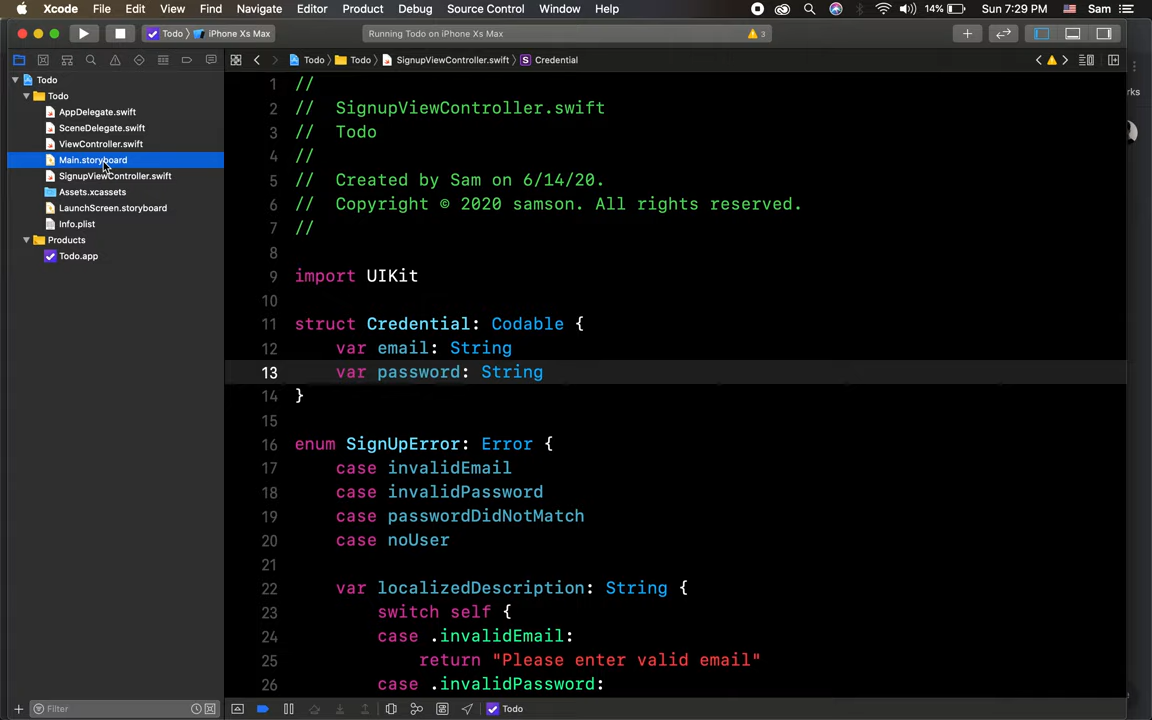 Xcode File Edit View Find Navigate Editor Product Debug Source Control Window Help 14% Sun 7:29 PM Sam
Todo iPhone Xs Max Running Todo on iPhone Xs Max 3
Todo Todo SignupViewController.swift S Credential
Todo
Todo
AppDelegate.swift
SceneDelegate.swift
ViewController.swift
Main.storyboard
SignupViewController.swift
Assets.xcassets
LaunchScreen.storyboard
Info.plist
Products
Todo.app
1 //
2 // SignupViewController.swift
3 // Todo
4 //
5 // Created by Sam on 6/14/20.
6 // Copyright © 2020 samson. All rights reserved.
7 //
8
9 import UIKit
10
11 struct Credential: Codable {
12 var email: String
13 var password: String
14 }
15
16 enum SignUpError: Error {
17 case invalidEmail
18 case invalidPassword
19 case passwordDidNotMatch
20 case noUser
21
22 var localizedDescription: String {
23 switch self {
24 case .invalidEmail:
25 return "Please enter valid email"
26 case .invalidPassword:
Filter
Todo